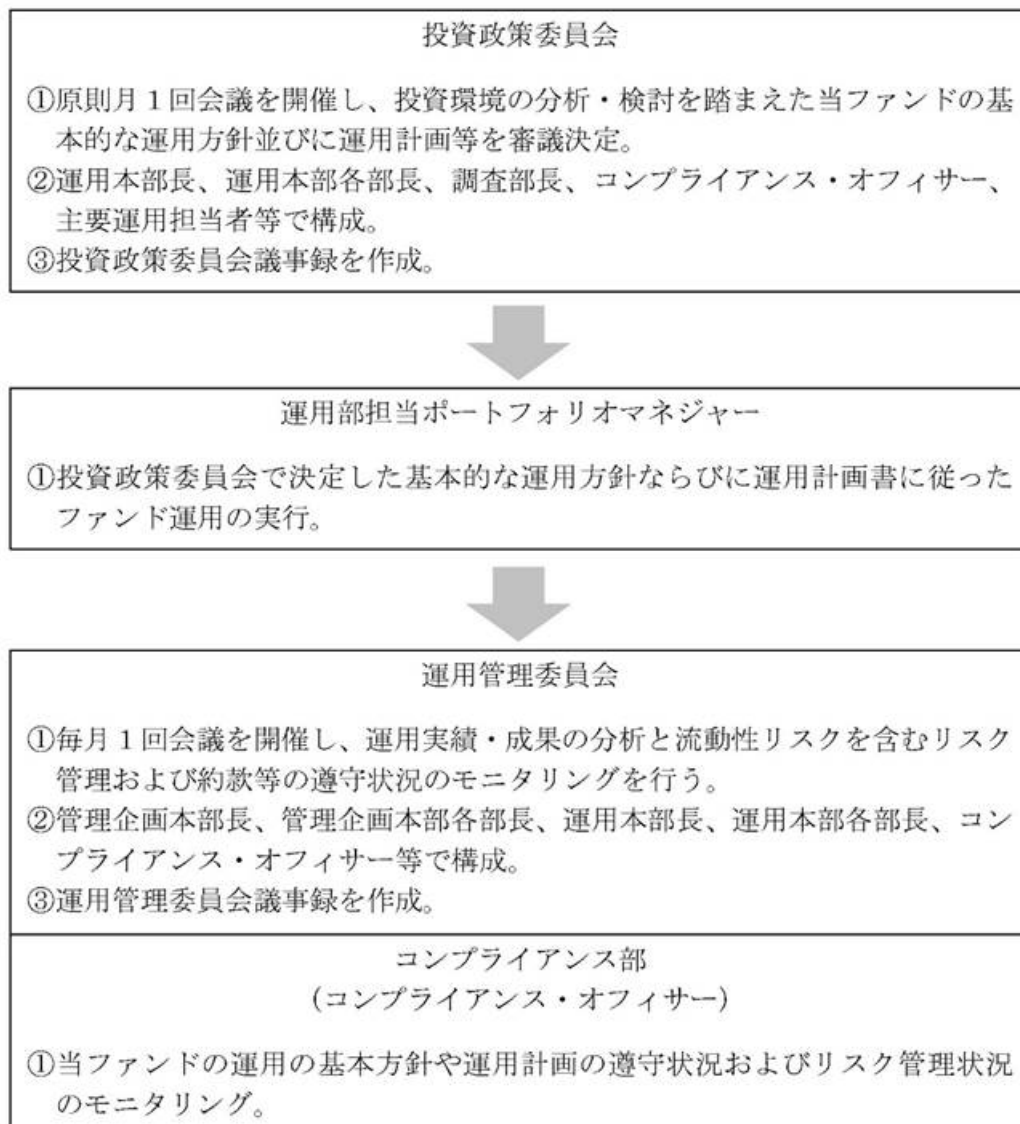 投資政策委員会
①原則月1回会議を開催し、投資環境の分析・検討を踏まえた当ファンドの基
本的な運用方針並びに運用計画等を審議決定。
②運用本部長、運用本部各部長、調査部長、コンプライアンス・オフィサー、
主要運用担当者等で構成。
③投資政策委員会議事録を作成。
運用部担当ポートフォリオマネジャー
①投資政策委員会で決定した基本的な運用方針ならびに運用計画書に従った
ファンド運用の実行。
運用管理委員会
①毎月1回会議を開催し、運用実績・成果の分析と流動性リスクを含むリスク
管理および約款等の遵守状況のモニタリングを行う。
②管理企画本部長、管理企画本部各部長、運用本部長、運用本部各部長、コン
プライアンス・オフィサー等で構成。
③運用管理委員会議事録を作成。
コンプライアンス部
(コンプライアンス・オフィサー)
①当ファンドの運用の基本方針や運用計画の遵守状況およびリスク管理状況
のモニタリング。